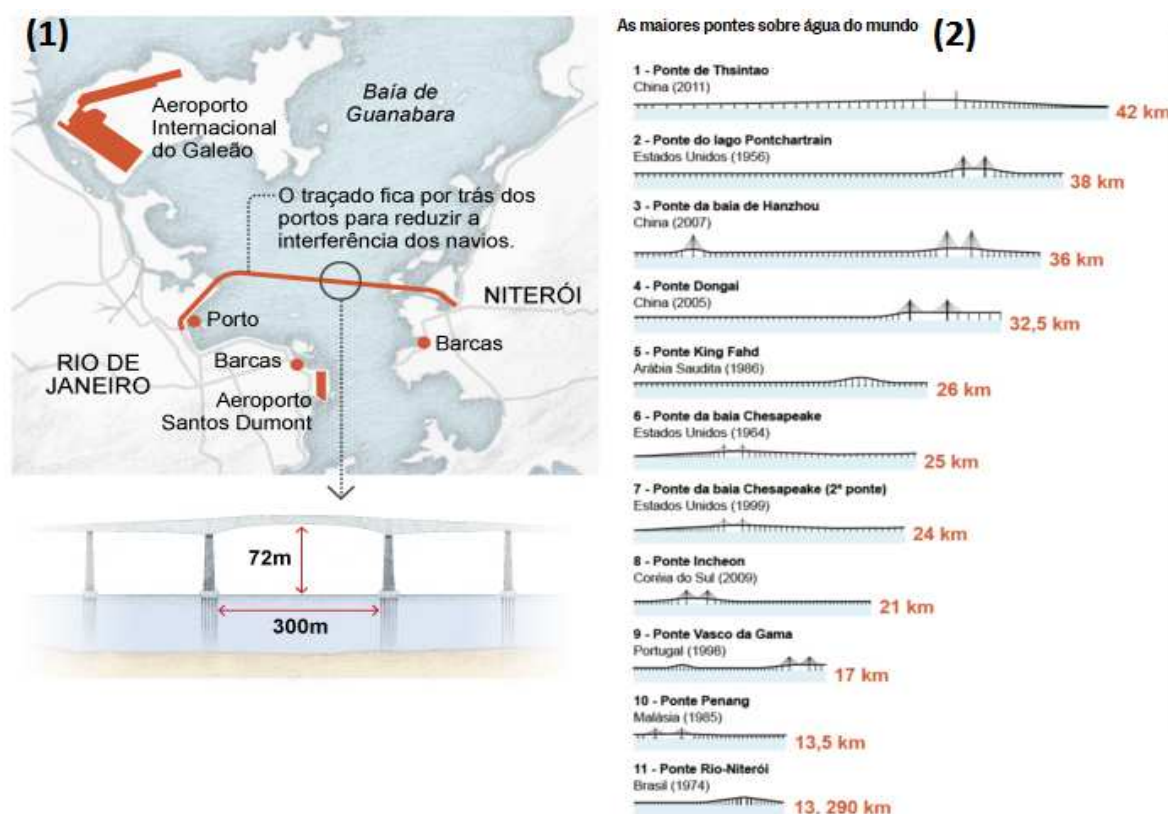 (1)
Aeroporto
Internacional
do Galeão
Baía de
Guanabara
O traçado fica por trás dos
portos para reduzir a
interferência dos navios.
NITERÓI
Porto
Barcas
RIO DE
JANEIRO
Barcas
Aeroporto
Santos Dumont
72m
300m
As maiores pontes sobre água do mundo (2)
1 - Ponte de Thsintao
China (2011)
42 km
2 - Ponte do lago Pontchartrain
Estados Unidos (1956)
38 km
3 - Ponte da baia de Hanzhou
China (2007)
36 km
4 - Ponte Dongai
China (2005)
32,5 km
5 - Ponte King Fahd
Arábia Saudita (1986)
26 km
6 - Ponte da baia Chesapeake
Estados Unidos (1964)
25 km
7 - Ponte da baia Chesapeake (2ª ponte)
Estados Unidos (1999)
24 km
8 - Ponte Incheon
Coréia do Sul (2009)
21 km
9 - Ponte Vasco da Gama
Portugal (1998)
17 km
10 - Ponte Penang
Malásia (1985)
13,5 km
11 - Ponte Rio-Niterói
Brasil (1974)
13. 290 km